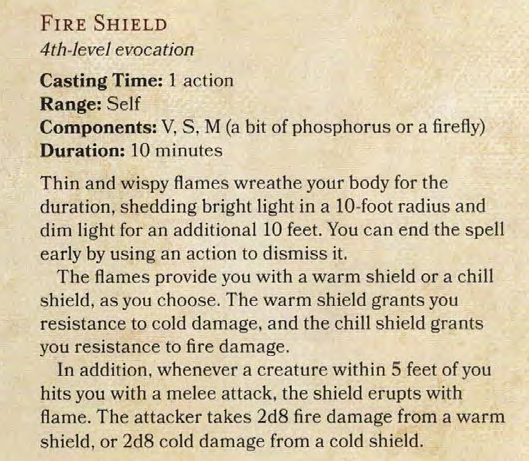 FIRE SHIELD
4th-level evocation
Casting Time: 1 action
Range: Self
Components: V, S, M (a bit of phosphorus or a firefly)
Duration: 10 minutes
Thin and wispy flames wreathe your body for the
duration, shedding bright light in a 10-foot radius and
dim light for an additional 10 feet. You can end the spell
early by using an action to dismiss it.
The flames provide you with a warm shield or a chill
shield, as you choose. The warm shield grants you
resistance to cold damage, and the chill shield grants
you resistance to fire damage.
In addition, whenever a creature within 5 feet of you
hits you with a melee attack, the shield erupts with
flame. The attacker takes 2d8 fire damage from a warm
shield, or 2d8 cold damage from a cold shield.